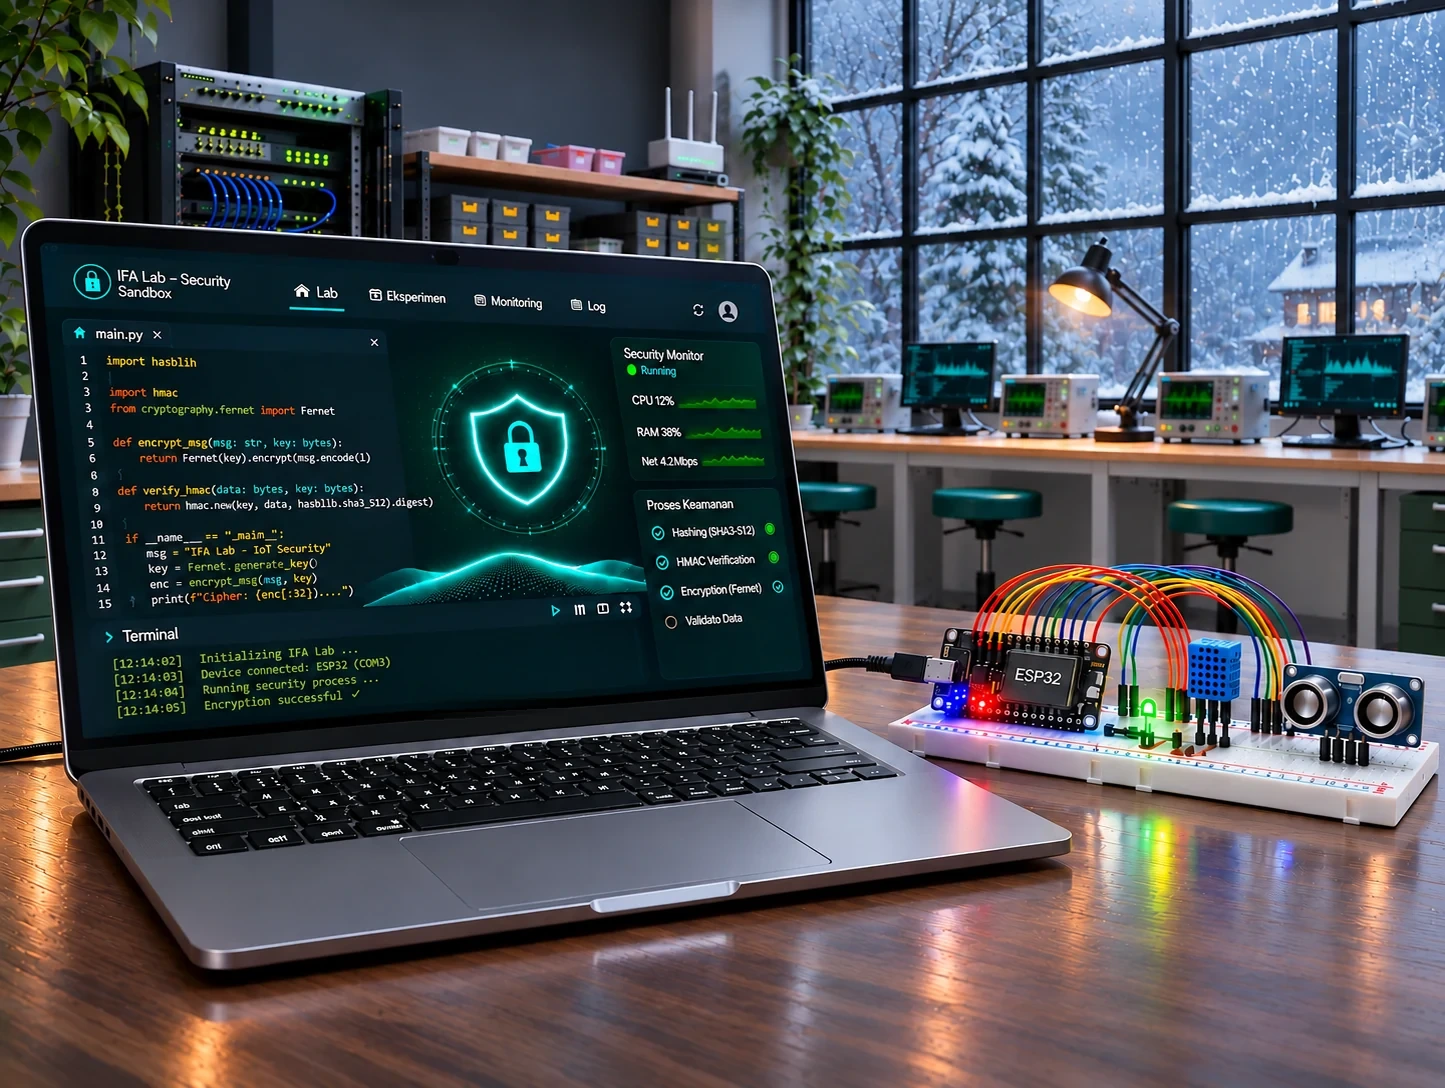 IFA Lab – Security
Sandbox
Lab
Eksperimen
Monitoring
Log
main.py ×
1 import hasblih
2
3 import hmac
3 from cryptography.fernet import Fernet
4
5 def encrypt_msg(msg: str, key: bytes):
6 return Fernet(key).encrypt(msg.encode(1)
6
8 def verify_hmac(data: bytes, key: bytes):
9 return hmac.new(key, data, hasbllb.sha3_512).digest)
10
11 if __name___ == "_maim__":
12 msg = "IFA Lab - IoT Security"
13 key = Fernet.generate_key()
14 enc = encrypt_msg(msg, key)
15 print(f"Cipher: {enc[:32})....")
Security Monitor
Running
CPU 12%
RAM 38%
Net 4.2Mbps
Proses Keamanan
Hashing (SHA3-S12)
HMAC Verification
Encryption (Fernet)
Validato Data
Terminal
[12:14:02] Initializing IFA Lab ...
[12:14:03] Device connected: ESP32 (COM3)
[12:14:04] Running security process ...
[12:14:05] Encryption successful ✓
ESP32